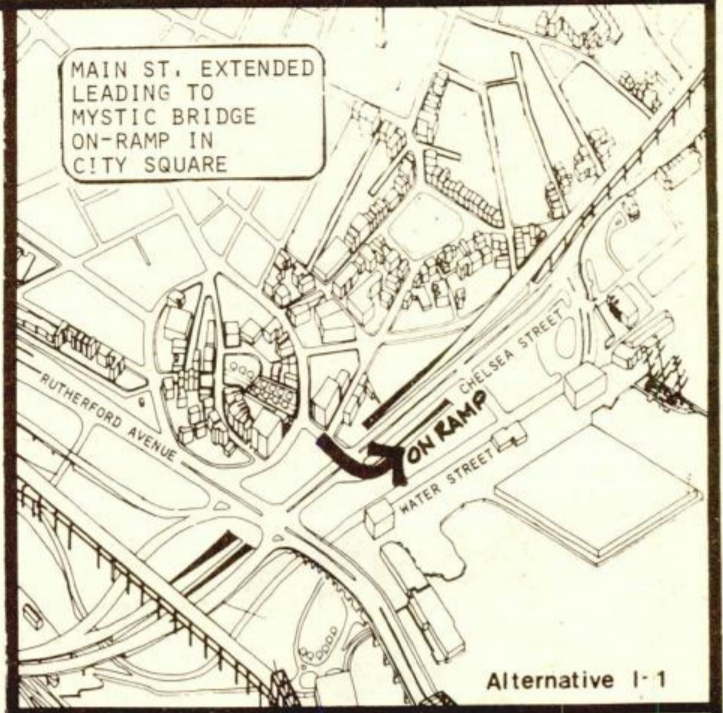 MAIN ST. EXTENDED
LEADING TO
MYSTIC BRIDGE
ON-RAMP IN
C!TY SQUARE
RUTHERFORD AVENUE
CHELSEA STREET
ON RAMP
WATER STREET
Alternative I-1